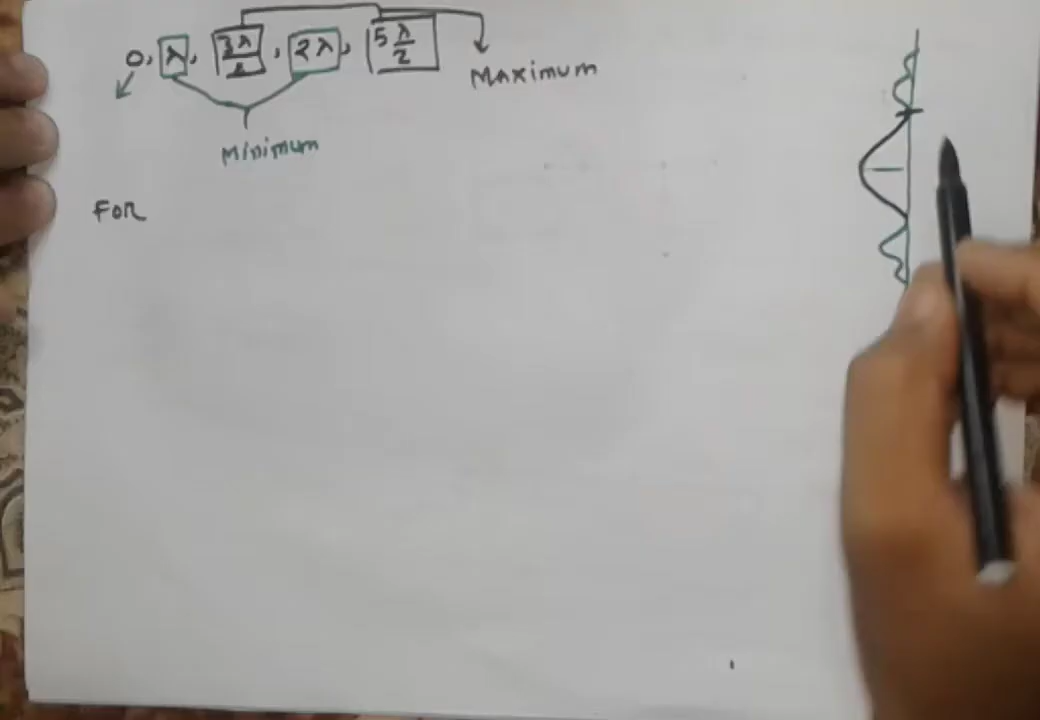 0, λ, 3λ/2, 2λ, 5λ/2
Maximum
Minimum
For